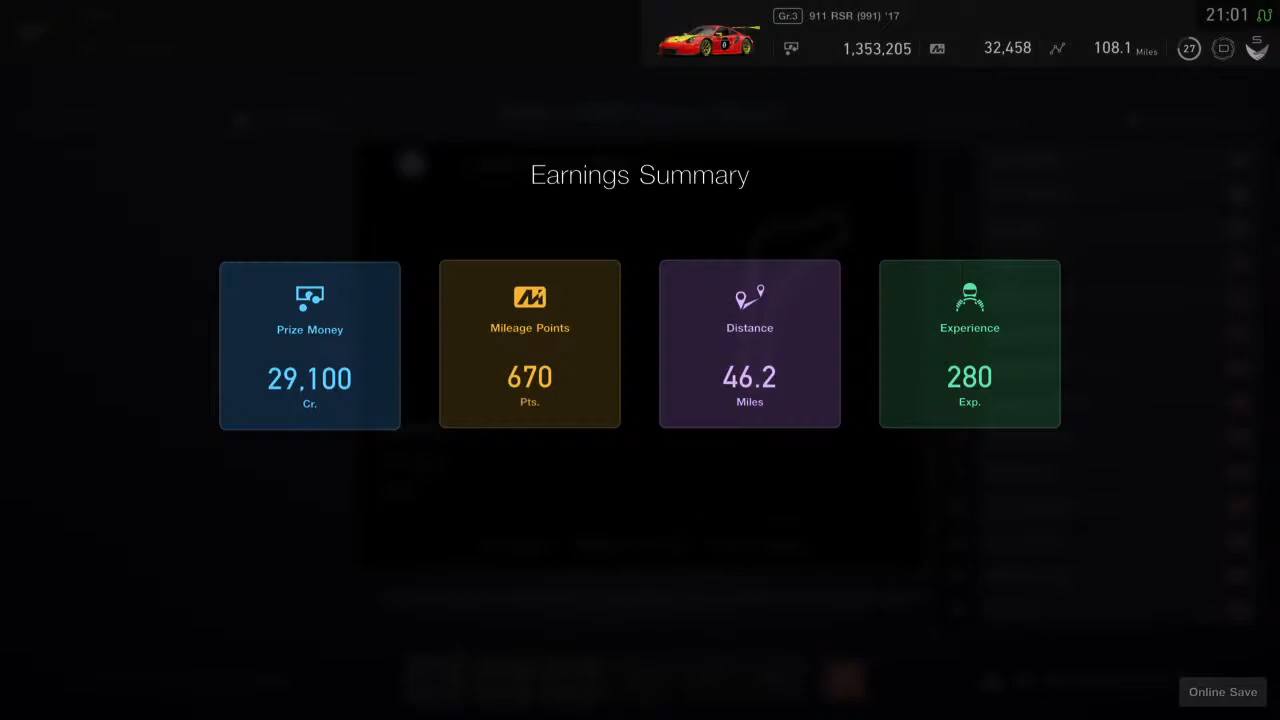 Gr.3 911 RSR (991) '17 21:01
1,353,205 32,458 108.1 Miles 27 S
Earnings Summary
Prize Money Mileage Points Distance Experience
29,100 670 46.2 280
Cr. Pts. Miles Exp.
Online Save